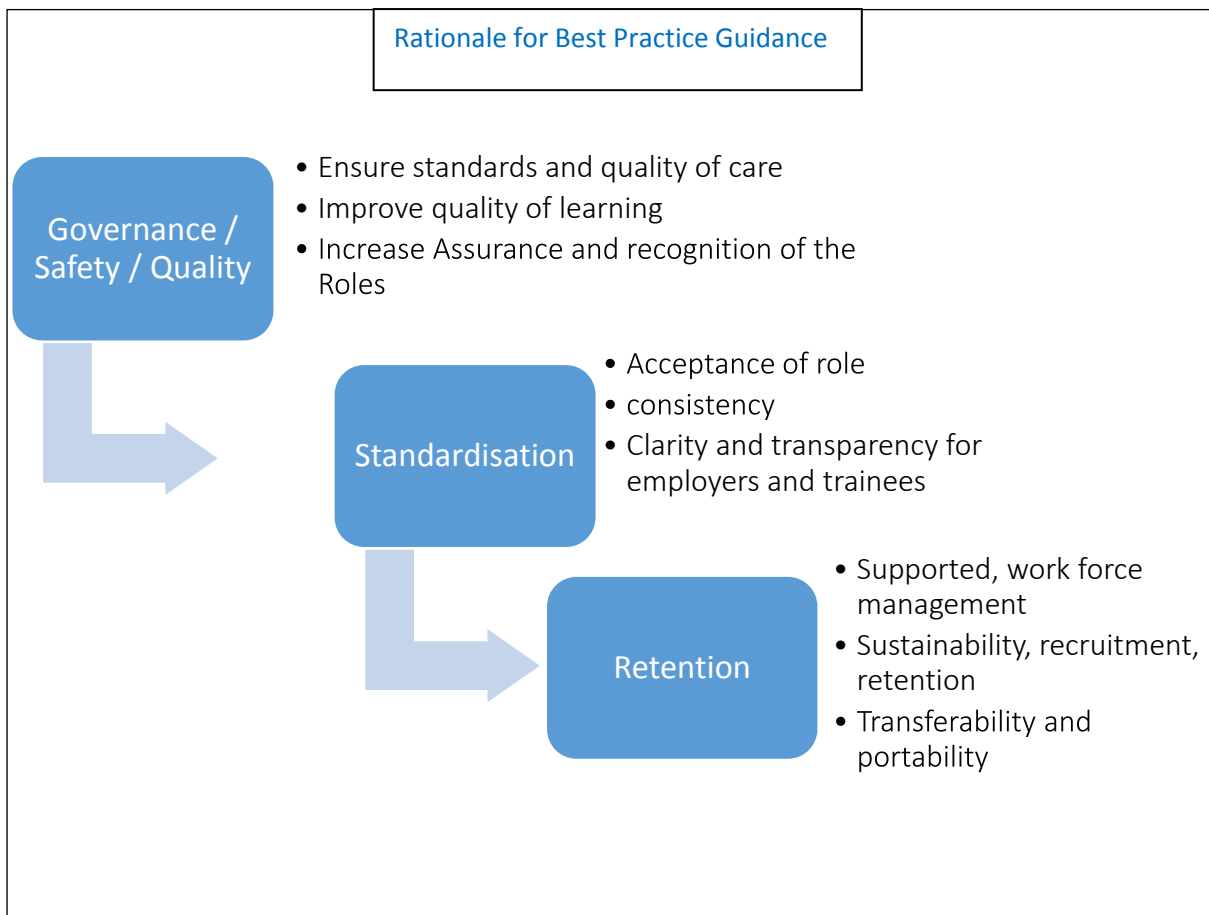 Rationale for Best Practice Guidance
Governance /
Safety / Quality
• Ensure standards and quality of care
• Improve quality of learning
• Increase Assurance and recognition of the
Roles
Standardisation
• Acceptance of role
• consistency
• Clarity and transparency for
employers and trainees
Retention
• Supported, work force
management
• Sustainability, recruitment,
retention
• Transferability and
portability